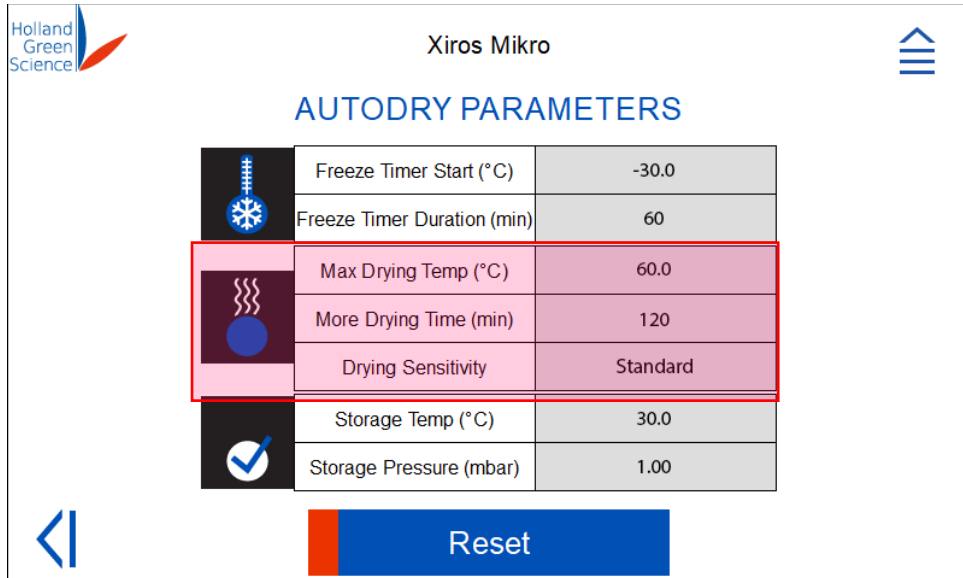 Holland
Green
Science
Xiros Mikro
AUTODRY PARAMETERS
Freeze Timer Start (°C) -30.0
Freeze Timer Duration (min) 60
Max Drying Temp (°C) 60.0
More Drying Time (min) 120
Drying Sensitivity Standard
Storage Temp (°C) 30.0
Storage Pressure (mbar) 1.00
Reset